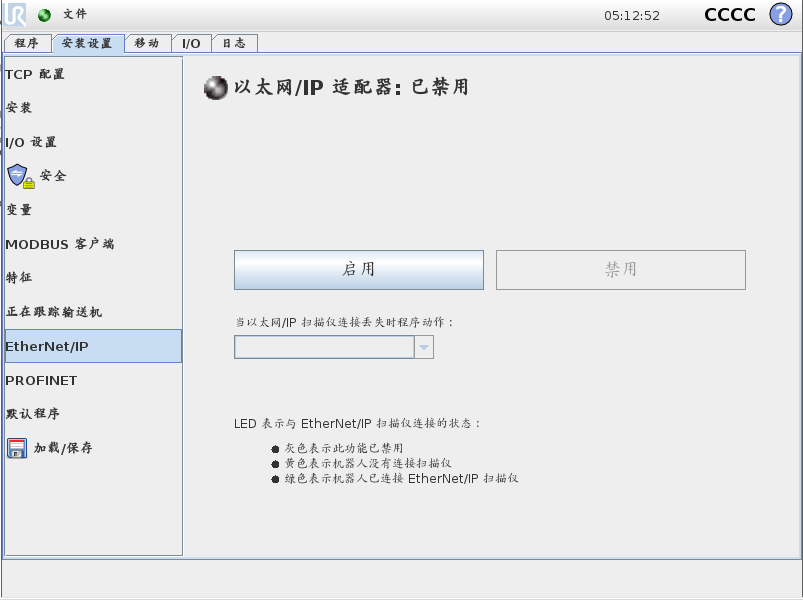 UR
文件
05:12:52
CCCC
?
程序
安装设置
移动
I/O
日志
TCP 配置
安装
I/O 设置
安全
变量
MODBUS 客户端
特征
正在跟踪输送机
EtherNet/IP
PROFINET
默认程序
加载/保存
以太网/IP 适配器: 已禁用
启用
禁用
当以太网/IP 扫描仪连接丢失时程序动作：
LED 表示与 EtherNet/IP 扫描仪连接的状态：
● 灰色表示此功能已禁用
● 黄色表示机器人没有连接扫描仪
● 绿色表示机器人已连接 EtherNet/IP 扫描仪